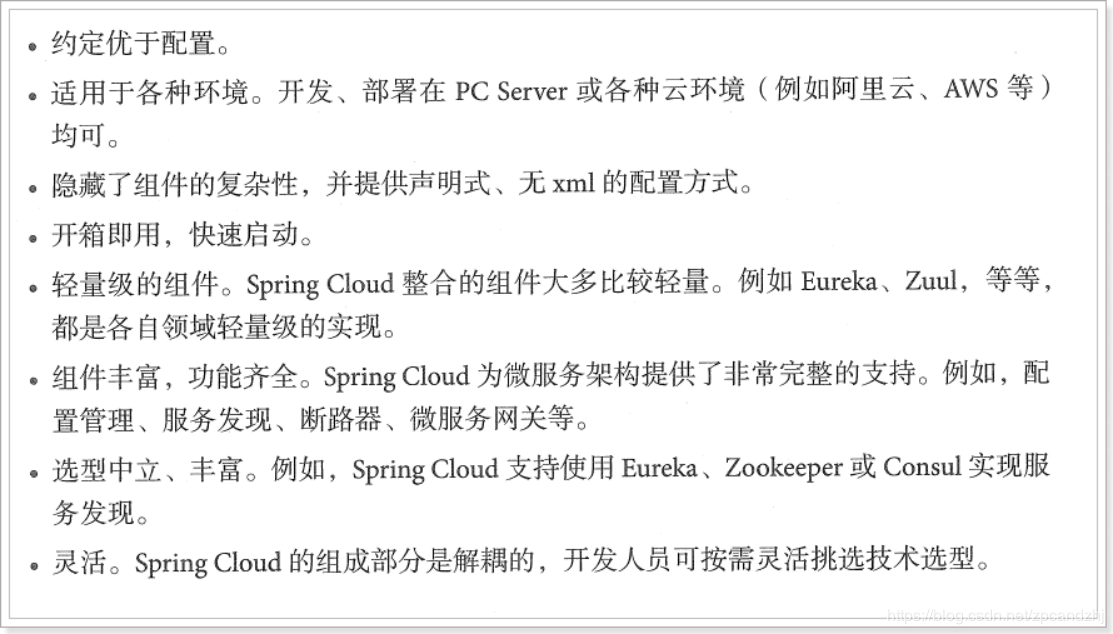 • 约定优于配置。
• 适用于各种环境。开发、部署在 PC Server 或各种云环境（例如阿里云、AWS 等）
均可。
• 隐藏了组件的复杂性，并提供声明式、无 xml 的配置方式。
• 开箱即用，快速启动。
• 轻量级的组件。Spring Cloud 整合的组件大多比较轻量。例如 Eureka、Zuul，等等，
都是各自领域轻量级的实现。
• 组件丰富，功能齐全。Spring Cloud 为微服务架构提供了非常完整的支持。例如，配
置管理、服务发现、断路器、微服务网关等。
• 选型中立、丰富。例如，Spring Cloud 支持使用 Eureka、Zookeeper 或 Consul 实现服
务发现。
• 灵活。Spring Cloud 的组成部分是解耦的，开发人员可按需灵活挑选技术选型。
https://blog.csdn.net/zpcandzhj